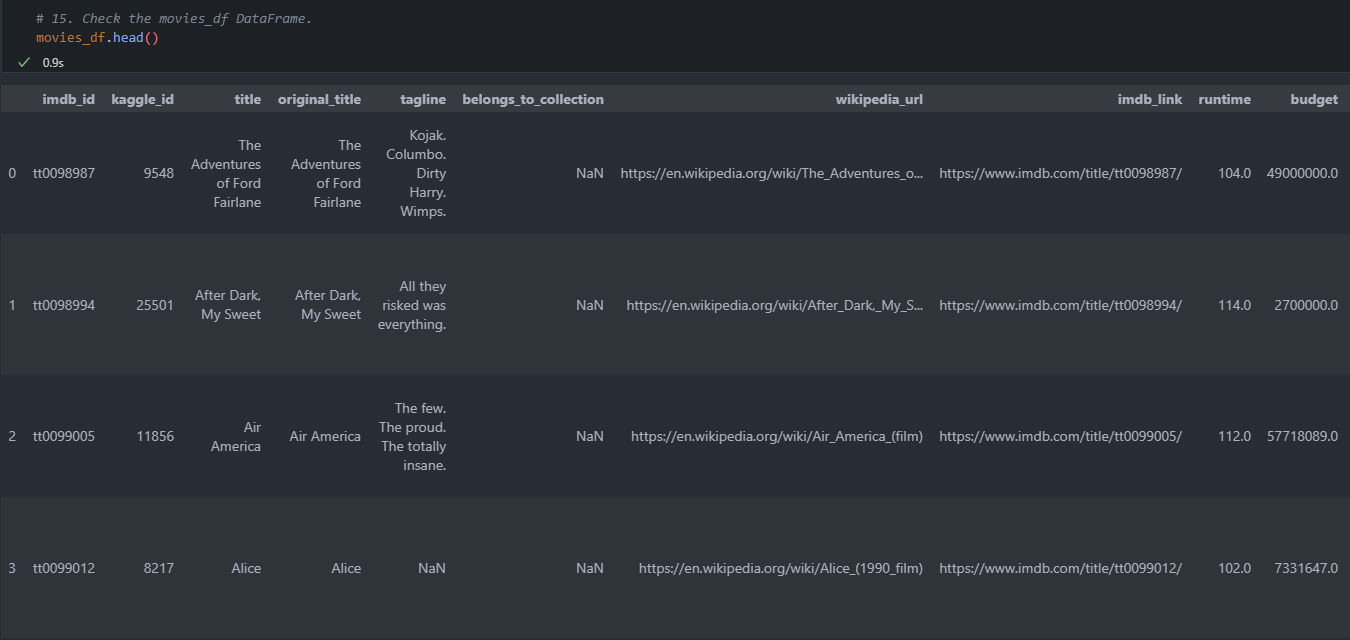 # 15. Check the movies_df DataFrame.
movies_df.head()
0.9s
imdb_id kaggle_id title original_title tagline belongs_to_collection wikipedia_url imdb_link runtime budget
0 tt0098987 9548 The Adventures of Ford Fairlane The Adventures of Ford Fairlane Kojak. Columbo. Dirty Harry. Wimps. NaN https://en.wikipedia.org/wiki/The_Adventures_o... https://www.imdb.com/title/tt0098987/ 104.0 49000000.0
1 tt0098994 25501 After Dark, My Sweet After Dark, My Sweet All they risked was everything. NaN https://en.wikipedia.org/wiki/After_Dark,_My_S... https://www.imdb.com/title/tt0098994/ 114.0 2700000.0
2 tt0099005 11856 Air America Air America The few. The proud. The totally insane. NaN https://en.wikipedia.org/wiki/Air_America_(film) https://www.imdb.com/title/tt0099005/ 112.0 57718089.0
3 tt0099012 8217 Alice Alice NaN NaN https://en.wikipedia.org/wiki/Alice_(1990_film) https://www.imdb.com/title/tt0099012/ 102.0 7331647.0